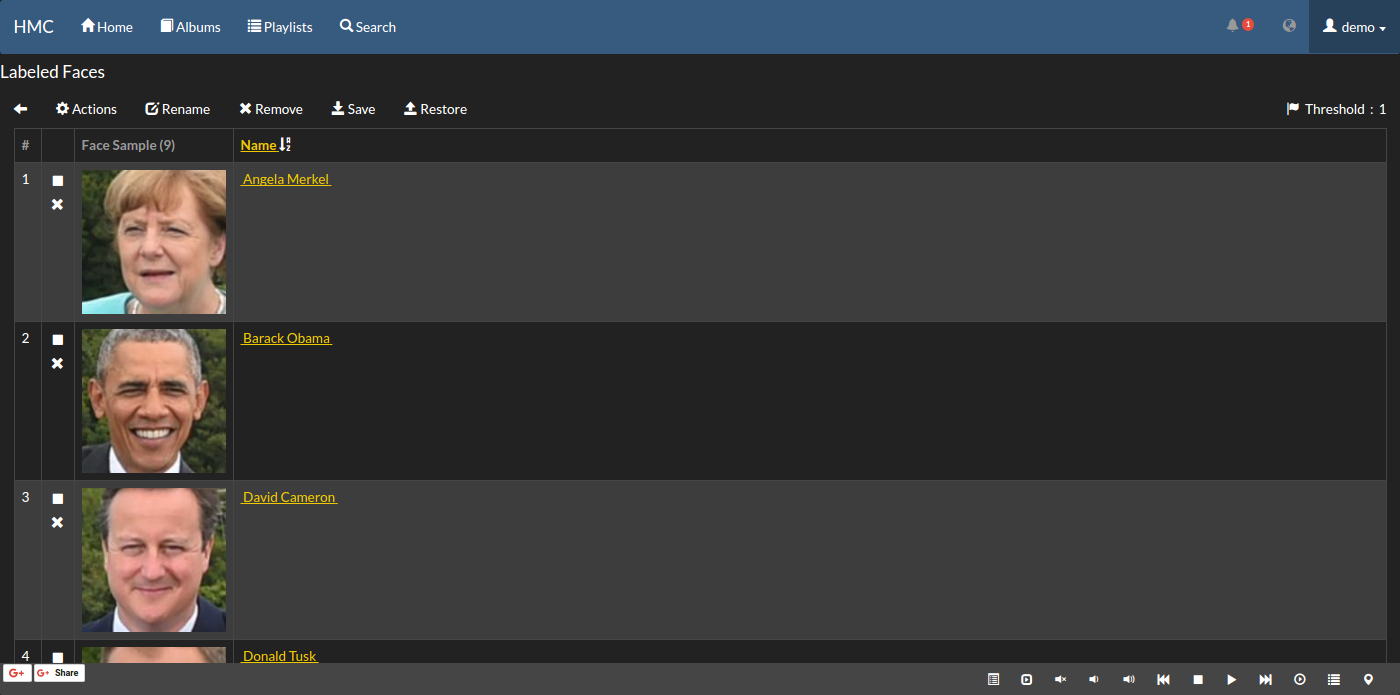 HMC Home Albums Playlists Search 1 demo
Labeled Faces
Actions Rename Remove Save Restore Threshold : 1
# Face Sample (9) Name
1 Angela Merkel
2 Barack Obama
3 David Cameron
4 Donald Tusk
G+ G+ Share